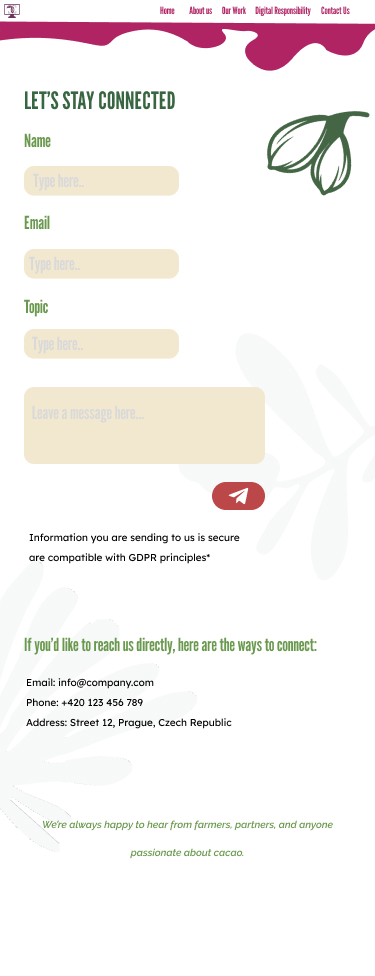 Home About us Our Work Digital Responsibility Contact Us
LET'S STAY CONNECTED
Name
Type here..
Email
Type here..
Topic
Type here..
Leave a message here...
Information you are sending to us is secure
are compatible with GDPR principles*
If you'd like to reach us directly, here are the ways to connect:
Email: info@company.com
Phone: +420 123 456 789
Address: Street 12, Prague, Czech Republic
We're always happy to hear from farmers, partners, and anyone
passionate about cacao.